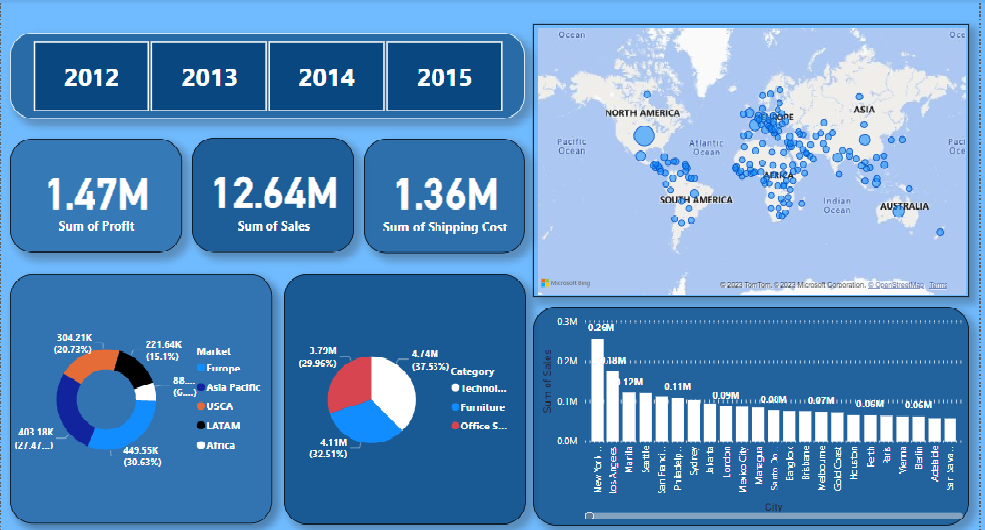 2012
2013
2014
2015
1.47M
Sum of Profit
12.64M
Sum of Sales
1.36M
Sum of Shipping Cost
Ocean
Oce
NORTH AMERICA
EUROPE
ASIA
Pacific
Ocean
Atlantic
Ocean
Pacif
Ocea
AFRICA
SOUTH AMERICA
Indian
Ocean
AUSTRALIA
Microsoft Bing
© 2023 TomTom, © 2023 Microsoft Corporation, © OpenStreetMap Terms
304.21K
(20.73%)
221.64K
(15.1%)
88....
(6....)
403.18K
(27.47...)
449.55K
(30.63%)
Market
Europe
Asia Pacific
USCA
LATAM
Africa
3.79M
(29.96%)
4.74M
(37.53%)
4.11M
(32.51%)
Category
Technol...
Furniture
Office S...
Sum of Sales
0.3M
0.2M
0.1M
0.0M
0.26M
0.18M
0.12M
0.11M
0.09M
0.08M
0.07M
0.06M
0.06M
New York...
Los Angeles
Manila
Seattle
San Franci...
Philadelp...
Sydney
Jakarta
London
Mexico City
Managua
Santo Do...
Bangkok
Brisbane
Melbourne
Gold Coast
Houston
Perth
Paris
Vienna
Berlin
Adelaide
San Salva...
City